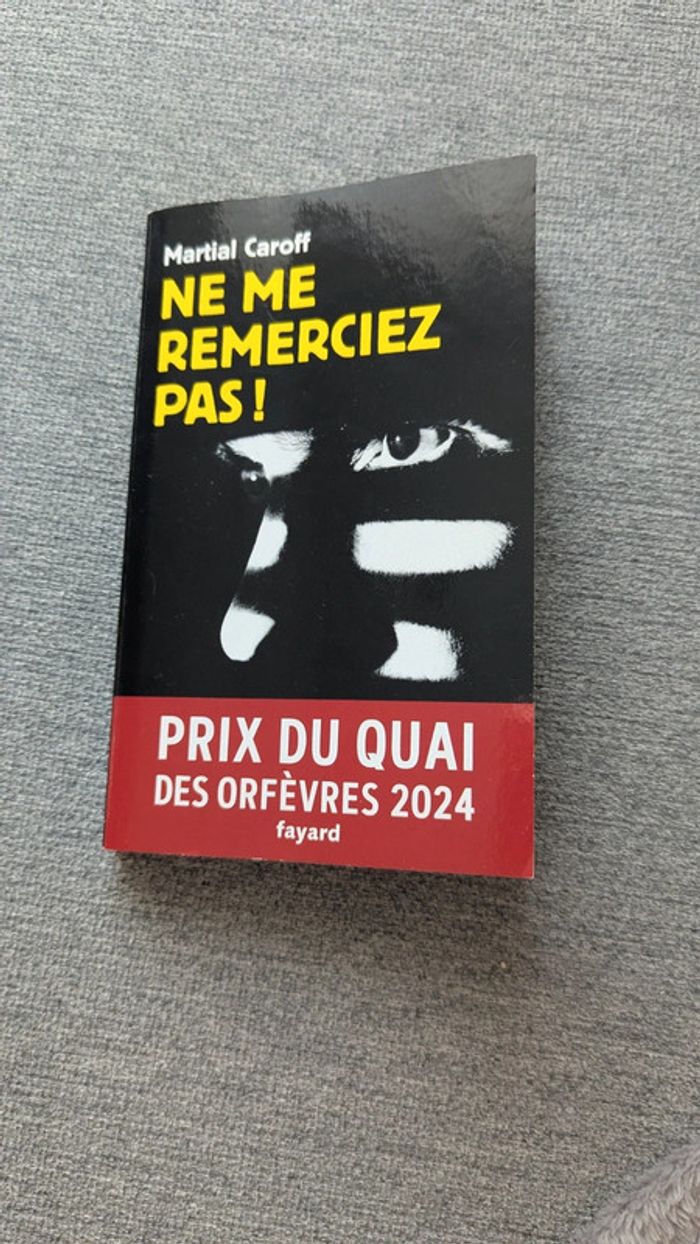 Martial Caroff
NE ME
REMERCIEZ
PAS !
PRIX DU QUAI
DES ORFÈVRES 2024
fayard